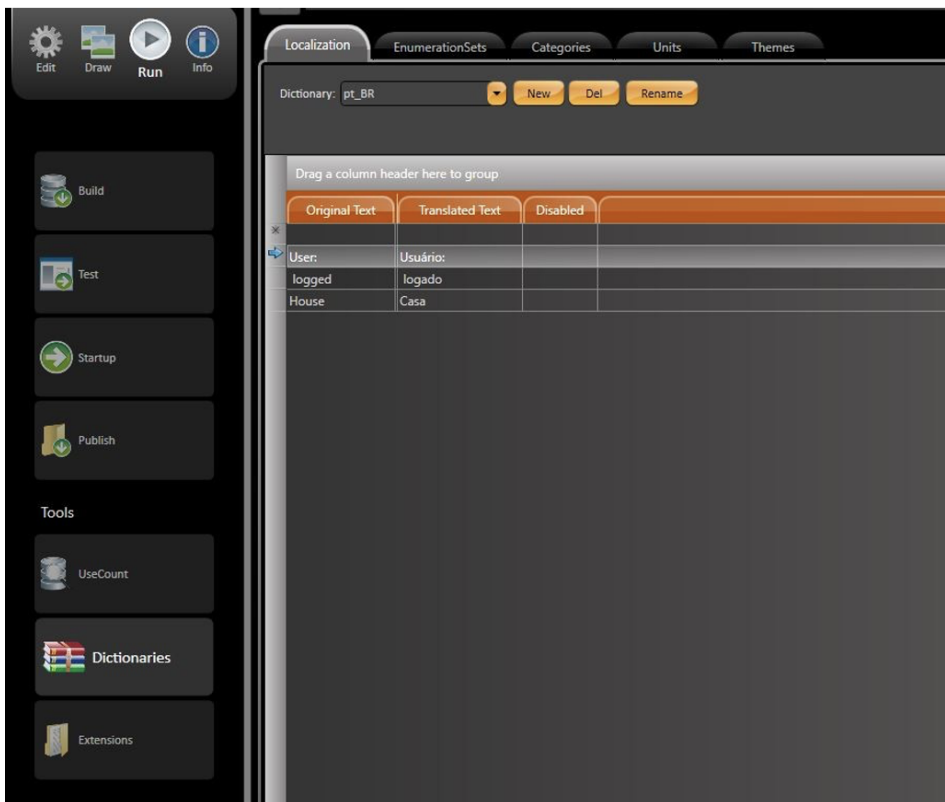 Edit Draw Run Info
Localization EnumerationSets Categories Units Themes
Dictionary: pt_BR New Del Rename
Build
Drag a column header here to group
Original Text Translated Text Disabled
User: Usuário:
logged logado
House Casa
Test
Startup
Publish
Tools
UseCount
Dictionaries
Extensions